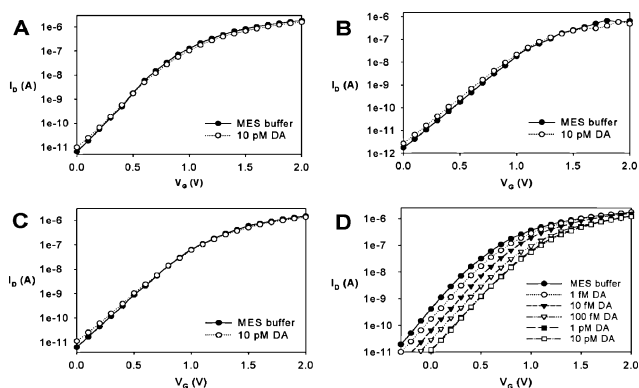 A
1e-6
1e-7
1e-8
1e-9
1e-10
1e-11
I_D (A)
MES buffer
10 pM DA
0.0 0.5 1.0 1.5 2.0
V_G (V)
B
1e-6
1e-7
1e-8
1e-9
1e-10
1e-11
1e-12
I_D (A)
MES buffer
10 pM DA
0.0 0.5 1.0 1.5 2.0
V_G (V)
C
1e-6
1e-7
1e-8
1e-9
1e-10
1e-11
I_D (A)
MES buffer
10 pM DA
0.0 0.5 1.0 1.5 2.0
V_G (V)
D
1e-6
1e-7
1e-8
1e-9
1e-10
1e-11
I_D (A)
MES buffer
1 fM DA
10 fM DA
100 fM DA
1 pM DA
10 pM DA
0.0 0.5 1.0 1.5 2.0
V_G (V)